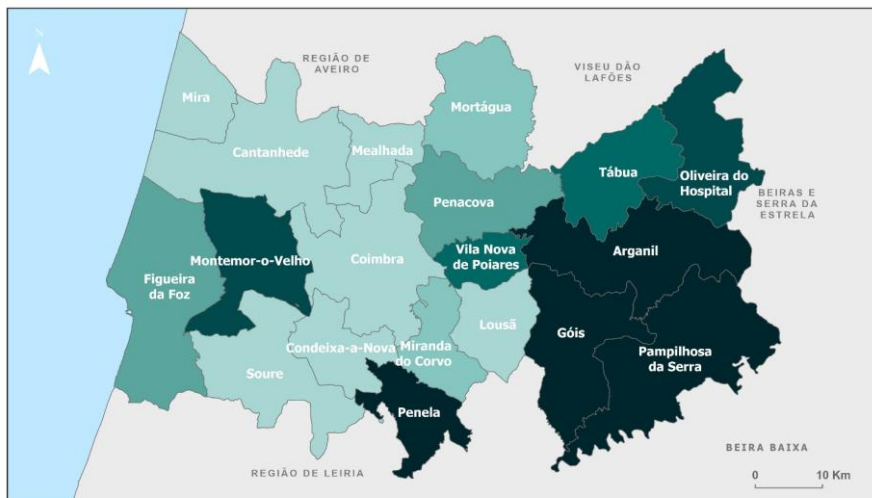 N
REGIÃO DE
AVEIRO
VISEU DÃO
LAFÕES
Mira
Mortágua
Cantanhede
Mealhada
Tábua
Oliveira do
Hospital
BEIRAS E
SERRA DA
ESTRELA
Penacova
Vila Nova
de Poiares
Arganil
Montemor-o-Velho
Coimbra
Figueira
da Foz
Lousã
Góis
Condeixa-a-Nova
Miranda
do Corvo
Pampilhosa
da Serra
Soure
Penela
BEIRA BAIXA
REGIÃO DE LEIRIA
0 10 Km